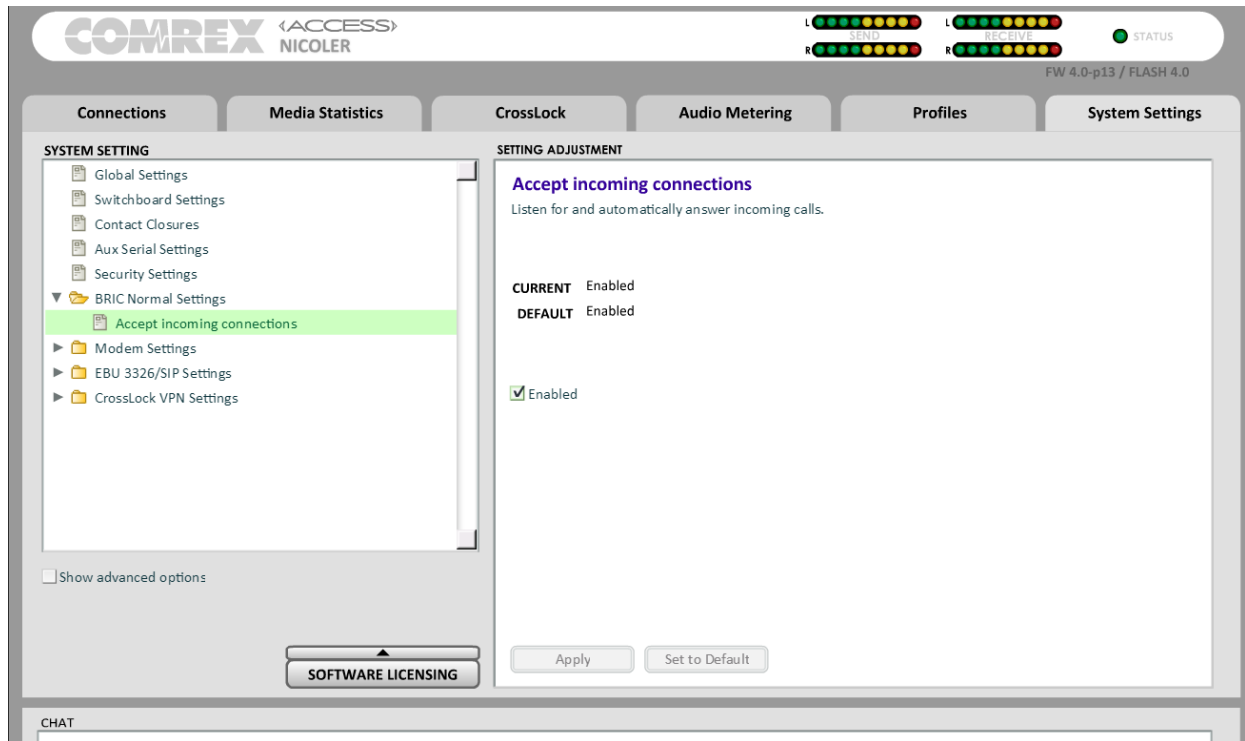 COMREX
ACCESS
NICOLER
L
SEND
R
L
RECEIVE
R
STATUS
FW 4.0-p13 / FLASH 4.0
Connections
Media Statistics
CrossLock
Audio Metering
Profiles
System Settings
SYSTEM SETTING
Global Settings
Switchboard Settings
Contact Closures
Aux Serial Settings
Security Settings
BRIC Normal Settings
Accept incoming connections
Modem Settings
EBU 3326/SIP Settings
CrossLock VPN Settings
Show advanced options
SOFTWARE LICENSING
SETTING ADJUSTMENT
Accept incoming connections
Listen for and automatically answer incoming calls.
CURRENT Enabled
DEFAULT Enabled
Enabled
Apply
Set to Default
CHAT